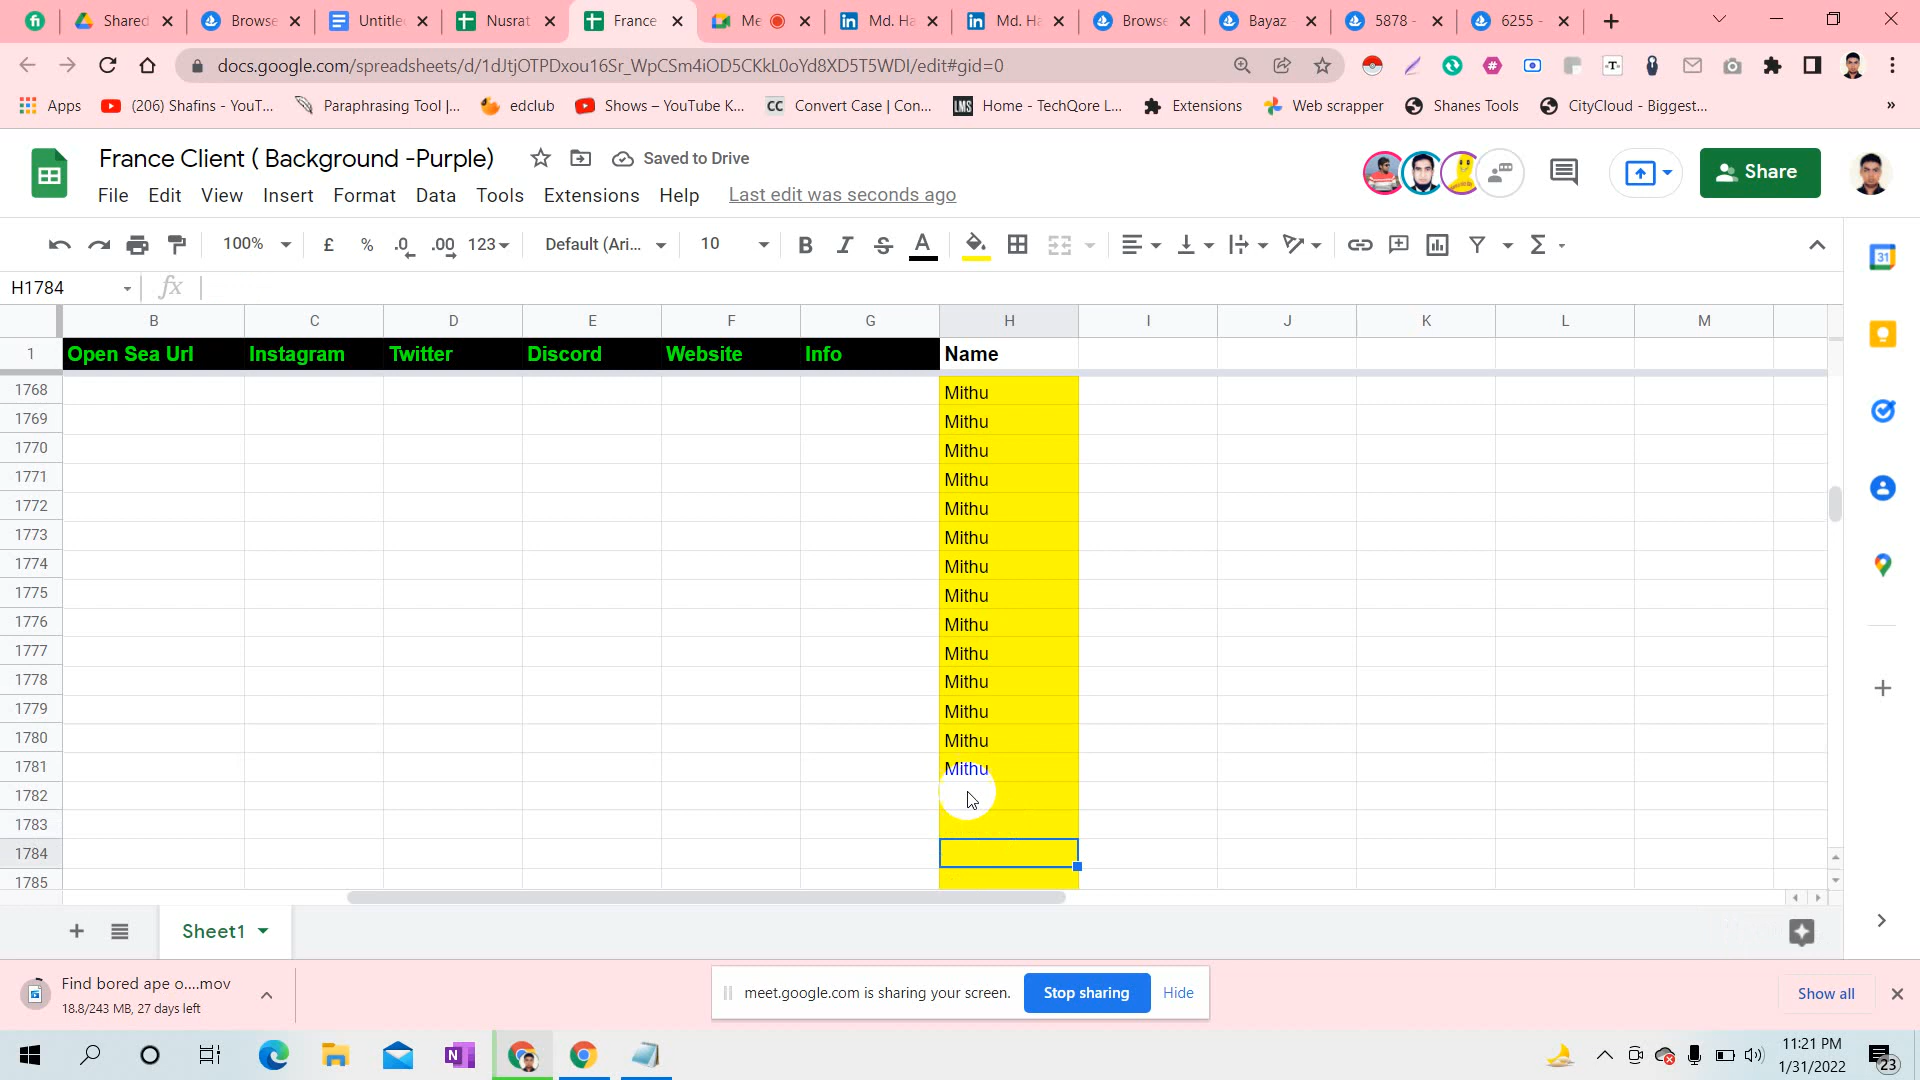 Shared
Browse
Untitle
Nusrat
France
Me
Md. Ha
Md. Ha
Browse
Bayaz
5878 -
6255 -
docs.google.com/spreadsheets/d/1dJtjOTPDxou16Sr_WpCSm4iOD5CKkL0oYd8XD5T5WDI/edit#gid=0
Apps
(206) Shafins - YouT...
Paraphrasing Tool |...
edclub
Shows – YouTube K...
CC Convert Case | Con...
LMS Home - TechQore L...
Extensions
Web scrapper
Shanes Tools
CityCloud - Biggest...
»
France Client ( Background -Purple)
Saved to Drive
File Edit View Insert Format Data Tools Extensions Help
Last edit was seconds ago
Share
100% £ % .0 .00 123 Default (Ari... 10 B I S A Σ
31
H1784
fx
B C D E F G H I J K L M
1 Open Sea Url Instagram Twitter Discord Website Info Name
1768 Mithu
1769 Mithu
1770 Mithu
1771 Mithu
1772 Mithu
1773 Mithu
1774 Mithu
1775 Mithu
1776 Mithu
1777 Mithu
1778 Mithu
1779 Mithu
1780 Mithu
1781 Mithu
1782
1783
1784
1785
Sheet1
Find bored ape o....mov
18.8/243 MB, 27 days left
meet.google.com is sharing your screen.
Stop sharing
Hide
Show all
11:21 PM
1/31/2022
23